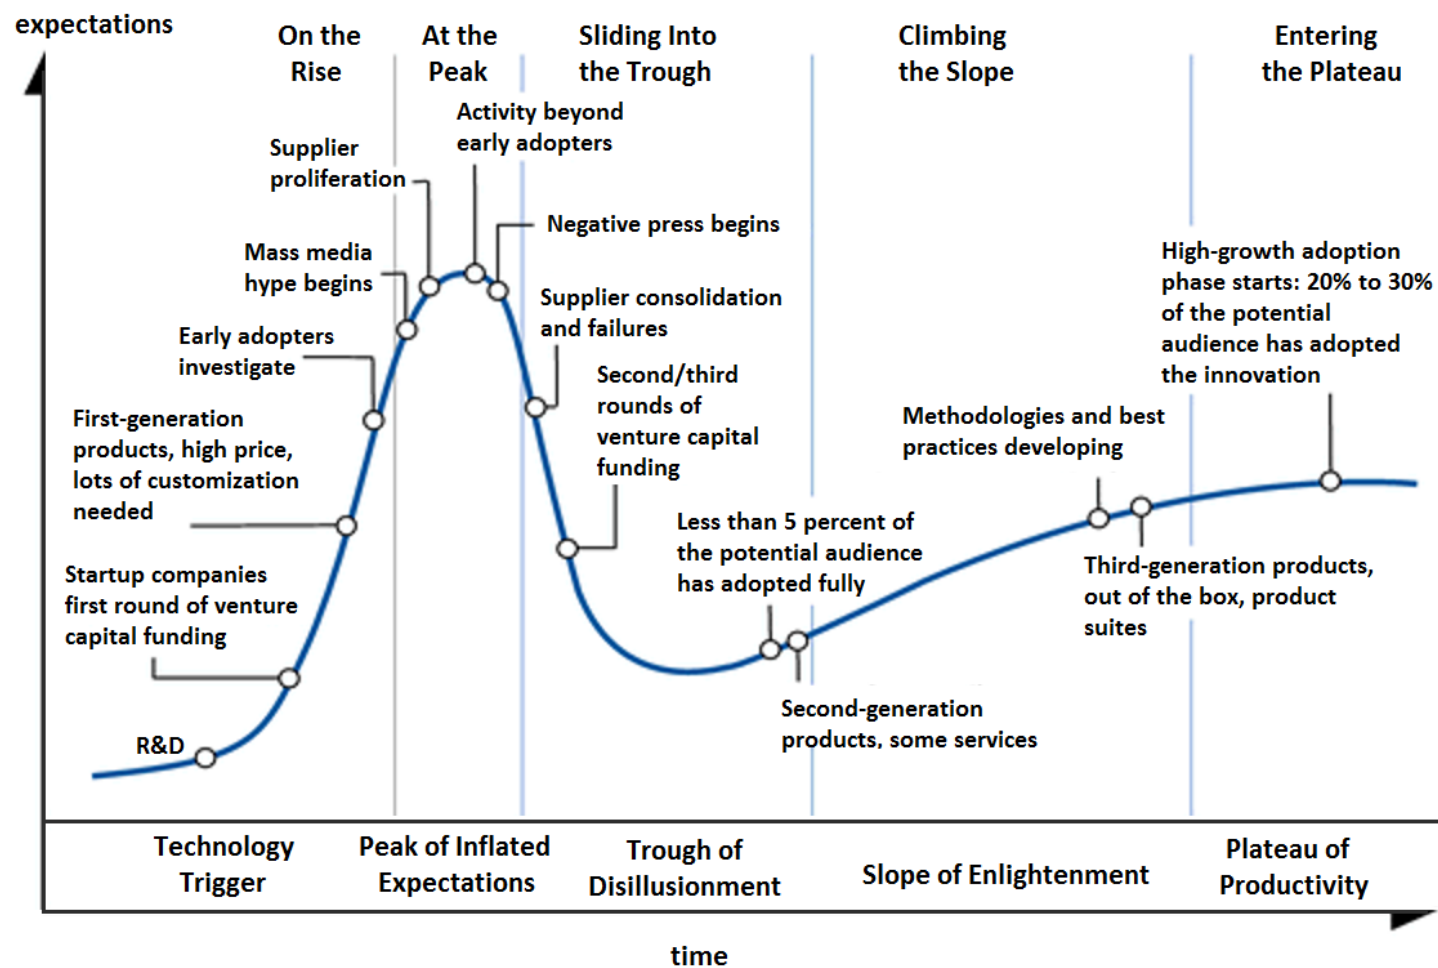 expectations
On the
Rise
At the
Peak
Sliding Into
the Trough
Climbing
the Slope
Entering
the Plateau
Activity beyond
early adopters
Supplier
proliferation
Negative press begins
Mass media
hype begins
High-growth adoption
phase starts: 20% to 30%
of the potential
audience has adopted
the innovation
Supplier consolidation
and failures
Early adopters
investigate
Second/third
rounds of
venture capital
funding
First-generation
products, high price,
lots of customization
needed
Methodologies and best
practices developing
Less than 5 percent of
the potential audience
has adopted fully
Startup companies
first round of venture
capital funding
Third-generation products,
out of the box, product
suites
Second-generation
products, some services
R&D
Technology
Trigger
Peak of Inflated
Expectations
Trough of
Disillusionment
Slope of Enlightenment
Plateau of
Productivity
time